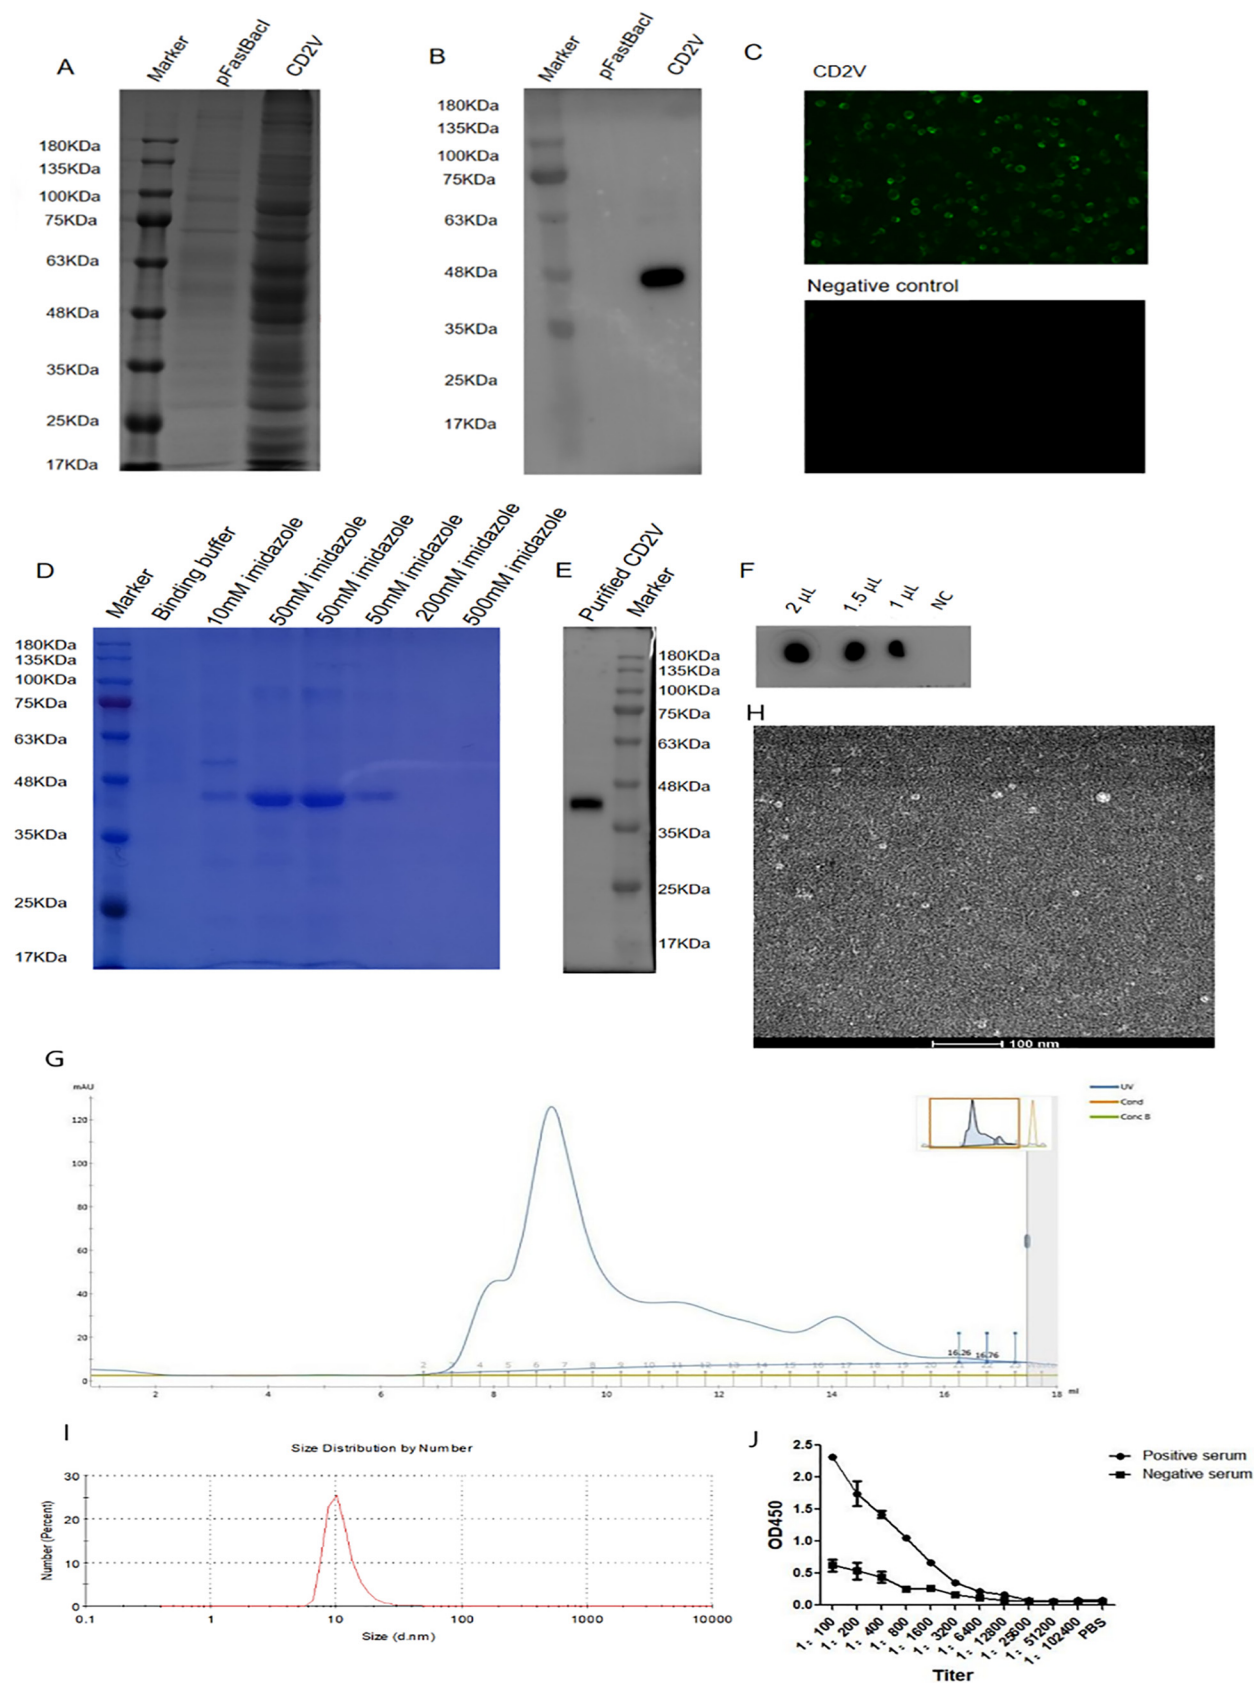 A
Marker
pFastBacI
CD2V
180KDa
135KDa
100KDa
75KDa
63KDa
48KDa
35KDa
25KDa
17KDa
B
Marker
pFastBacI
CD2V
180KDa
135KDa
100KDa
75KDa
63KDa
48KDa
35KDa
25KDa
17KDa
C
CD2V
Negative control
D
Marker
Binding buffer
10mM imidazole
50mM imidazole
50mM imidazole
50mM imidazole
200mM imidazole
500mM imidazole
180KDa
135KDa
100KDa
75KDa
63KDa
48KDa
35KDa
25KDa
17KDa
E
Purified CD2V
Marker
180KDa
135KDa
100KDa
75KDa
63KDa
48KDa
35KDa
25KDa
17KDa
F
2 μL
1.5 μL
1 μL
NC
H
100 nm
G
mAU
120
100
80
60
40
20
0
2
4
6
8
10
12
14
16
18
ml
16.26
16.76
UV
Cond
Conc B
I
Size Distribution by Number
Number (Percent)
30
20
10
0
0.1
1
10
100
1000
10000
Size (d.nm)
J
OD450
2.5
2.0
1.5
1.0
0.5
0.0
1: 100
1: 200
1: 400
1: 800
1: 1600
1: 3200
1: 6400
1: 12800
1: 25600
1: 51200
1: 102400
PBS
Titer
Positive serum
Negative serum